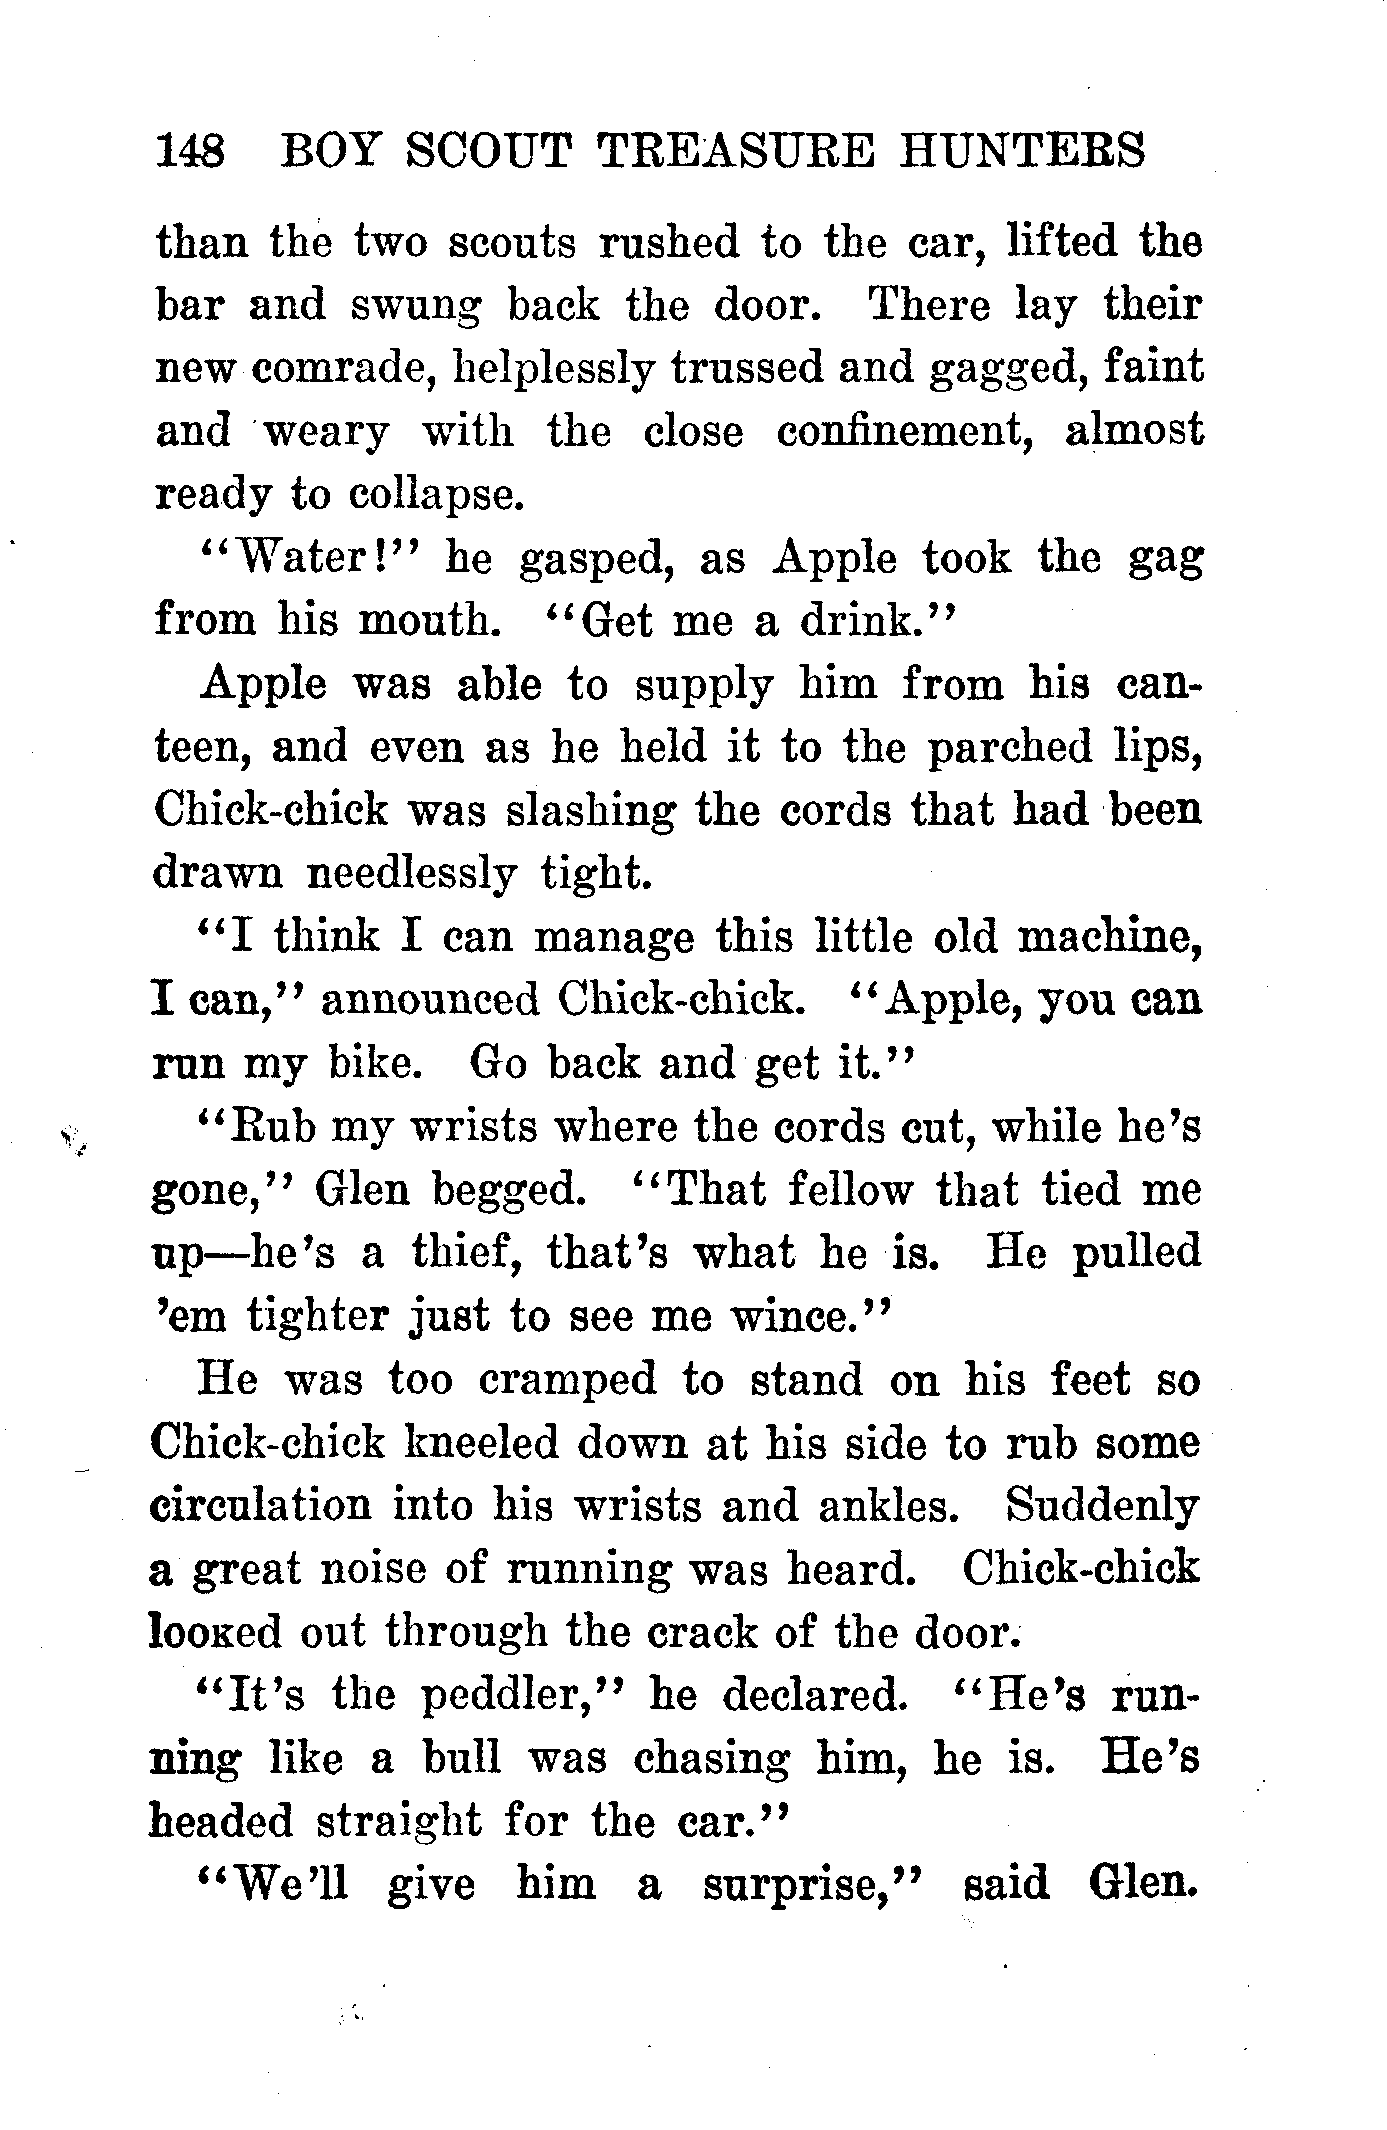 148 BOY SCOUT TREASURE HUNTERS
than the two scouts rushed to the car, lifted the
bar and swung back the door. There lay their
new comrade, helplessly trussed and gagged, faint
and weary with the close confinement, almost
ready to collapse.
"Water!" he gasped, as Apple took the gag
from his mouth. "Get me a drink."
Apple was able to supply him from his can-
teen, and even as he held it to the parched lips,
Chick-chick was slashing the cords that had been
drawn needlessly tight.
"I think I can manage this little old machine,
I can," announced Chick-chick. "Apple, you can
run my bike. Go back and get it."
"Rub my wrists where the cords cut, while he's
gone," Glen begged. "That fellow that tied me
up—he's a thief, that's what he is. He pulled
'em tighter just to see me wince."
He was too cramped to stand on his feet so
Chick-chick kneeled down at his side to rub some
circulation into his wrists and ankles. Suddenly
a great noise of running was heard. Chick-chick
looked out through the crack of the door.
"It's the peddler," he declared. "He's run-
ning like a bull was chasing him, he is. He's
headed straight for the car."
"We'll give him a surprise," said Glen.